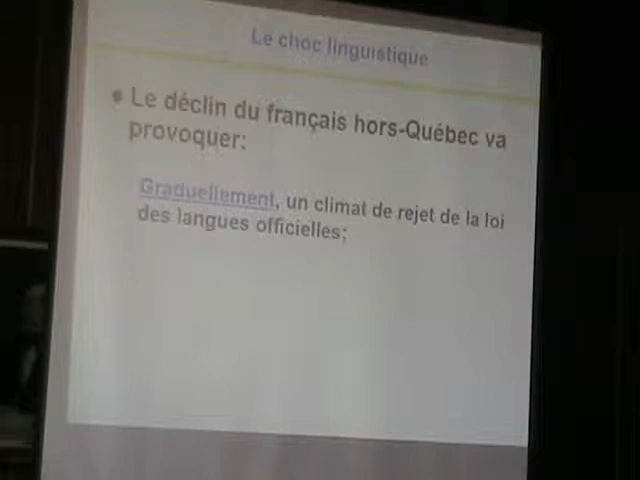 Le choc linguistique
• Le déclin du français hors-Québec va
provoquer:
Graduellement, un climat de rejet de la loi
des langues officielles;